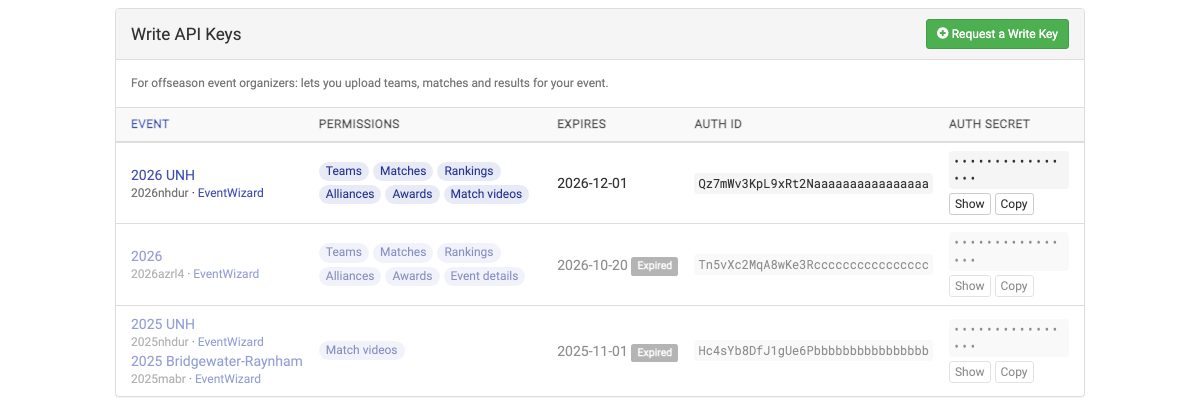 Write API Keys
Request a Write Key
For offseason event organizers: lets you upload teams, matches and results for your event.
EVENT PERMISSIONS EXPIRES AUTH ID AUTH SECRET
2026 UNH
2026nhdur · EventWizard
Teams Matches Rankings
Alliances Awards Match videos
2026-12-01
Qz7mWv3KpL9xRt2Naaaaaaaaaaaaaaaa
••••••••••••••
•••
Show Copy
2026
2026azrl4 · EventWizard
Teams Matches Rankings
Alliances Awards Event details
2026-10-20 Expired
Tn5vXc2MqA8wKe3Rcccccccccccccccc
••••••••••••••
•••
Show Copy
2025 UNH
2025nhdur · EventWizard
2025 Bridgewater-Raynham
2025mabr · EventWizard
Match videos
2025-11-01 Expired
Hc4sYb8DfJ1gUe6Pbbbbbbbbbbbbbbbb
••••••••••••••
•••
Show Copy